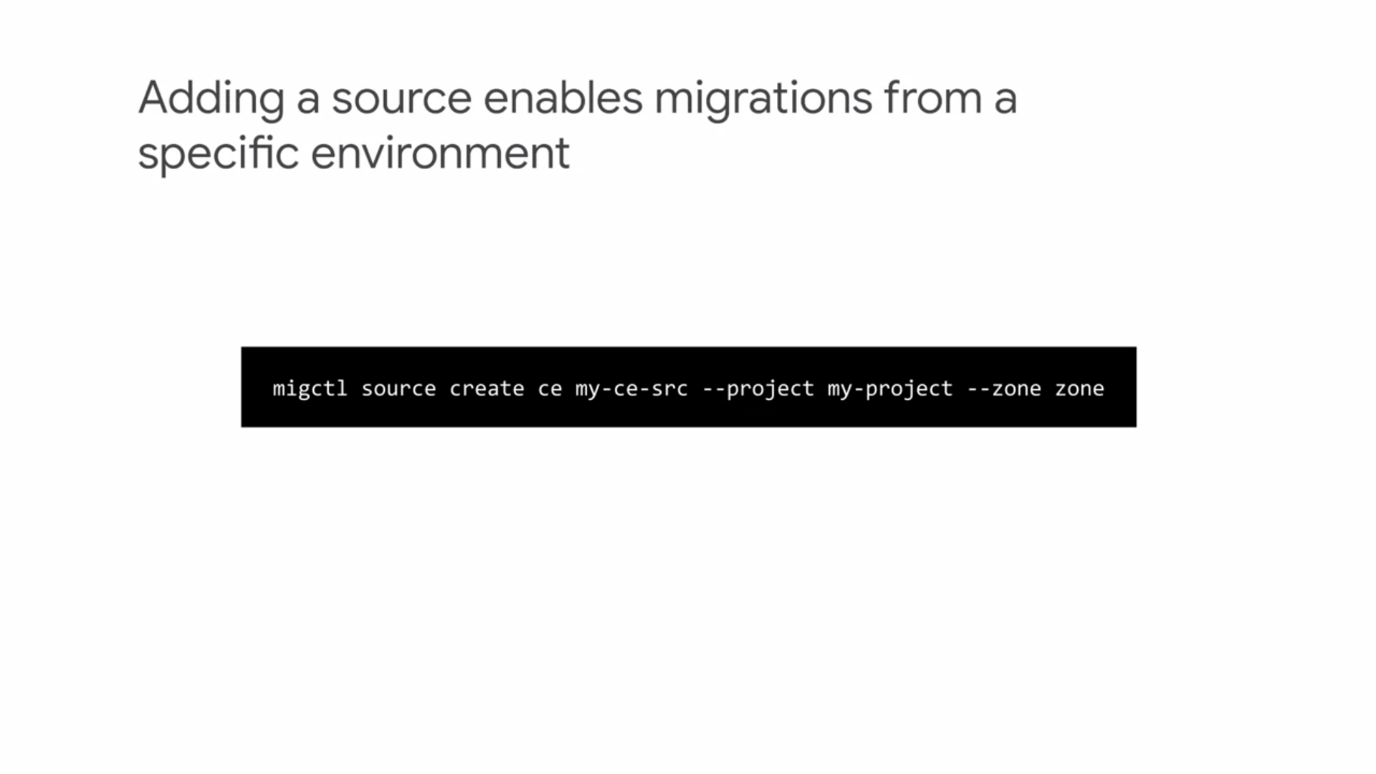 Adding a source enables migrations from a
specific environment
migctl source create ce my-ce-src --project my-project --zone zone